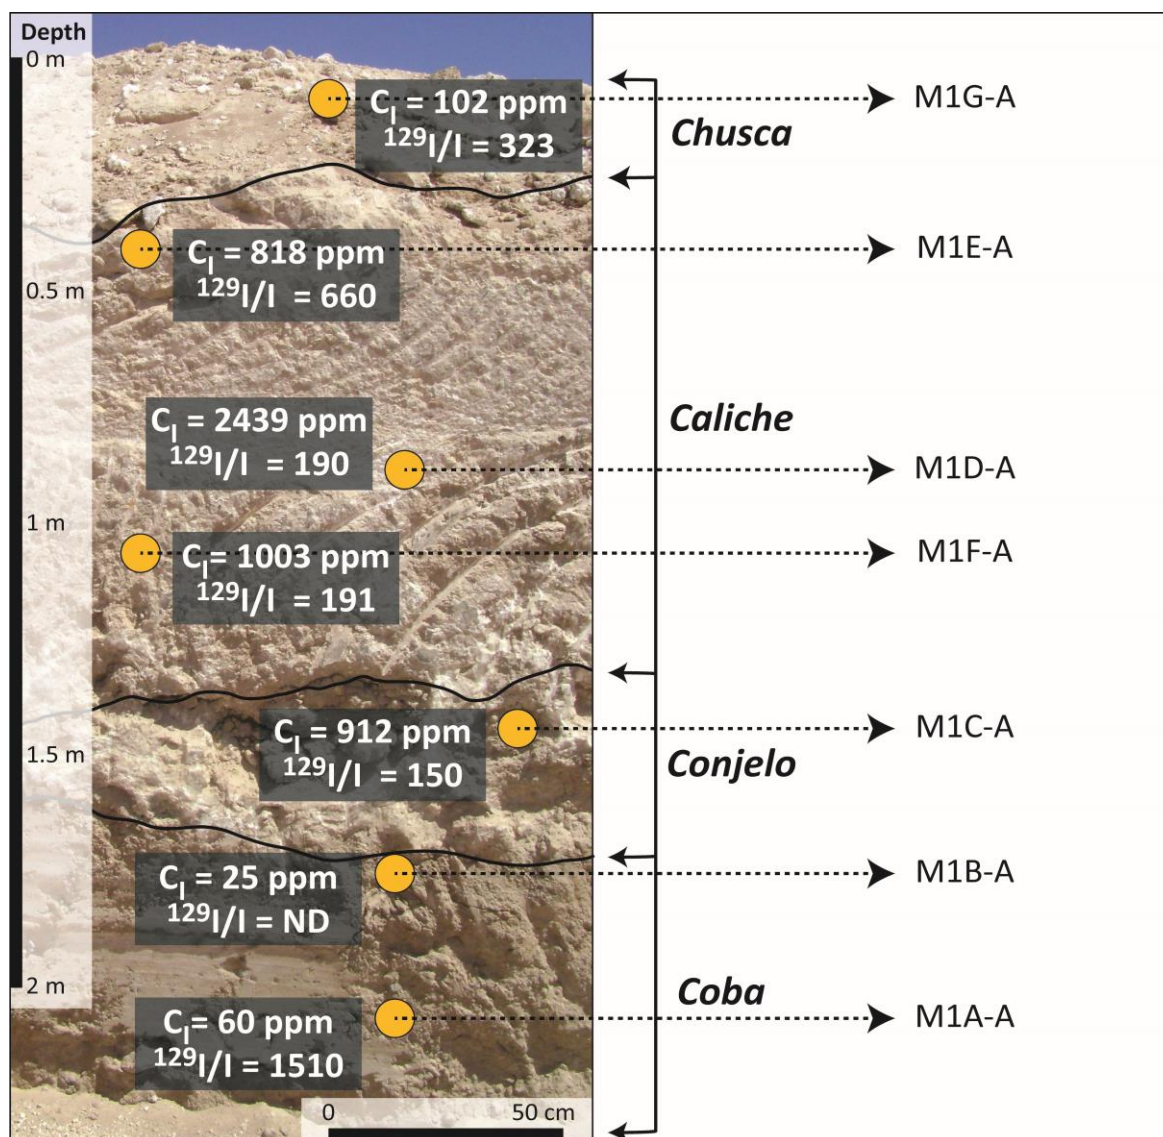 Depth
0 m
C_I = 102 ppm
¹²⁹I/I = 323
M1G-A
Chusca
C_I = 818 ppm
¹²⁹I/I = 660
M1E-A
0.5 m
Caliche
C_I = 2439 ppm
¹²⁹I/I = 190
M1D-A
1 m
C_I= 1003 ppm
¹²⁹I/I = 191
M1F-A
C_I = 912 ppm
¹²⁹I/I = 150
M1C-A
1.5 m
Conjelo
C_I = 25 ppm
¹²⁹I/I = ND
M1B-A
2 m
Coba
C_I= 60 ppm
¹²⁹I/I = 1510
M1A-A
0 50 cm